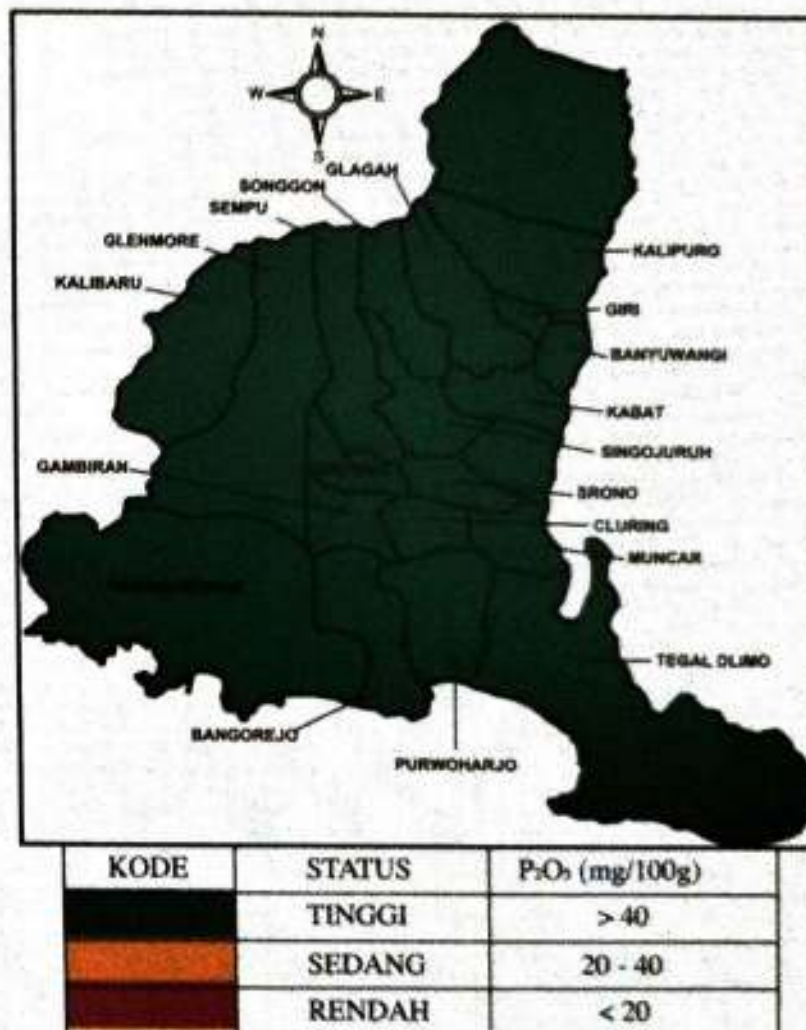 N
W E
S
GLAGAH
SONGGON
SEMPU
GLENMORE
KALIBARU
KALIPURO
GIRI
BANYUWANGI
KABAT
SINGOJURUH
GAMBIRAN
SRONO
CLURING
MUNCAR
TEGAL DLIMO
BANGOREJO
PURWOHARJO
KODE STATUS P₂O₅ (mg/100g)
TINGGI > 40
SEDANG 20 - 40
RENDAH < 20